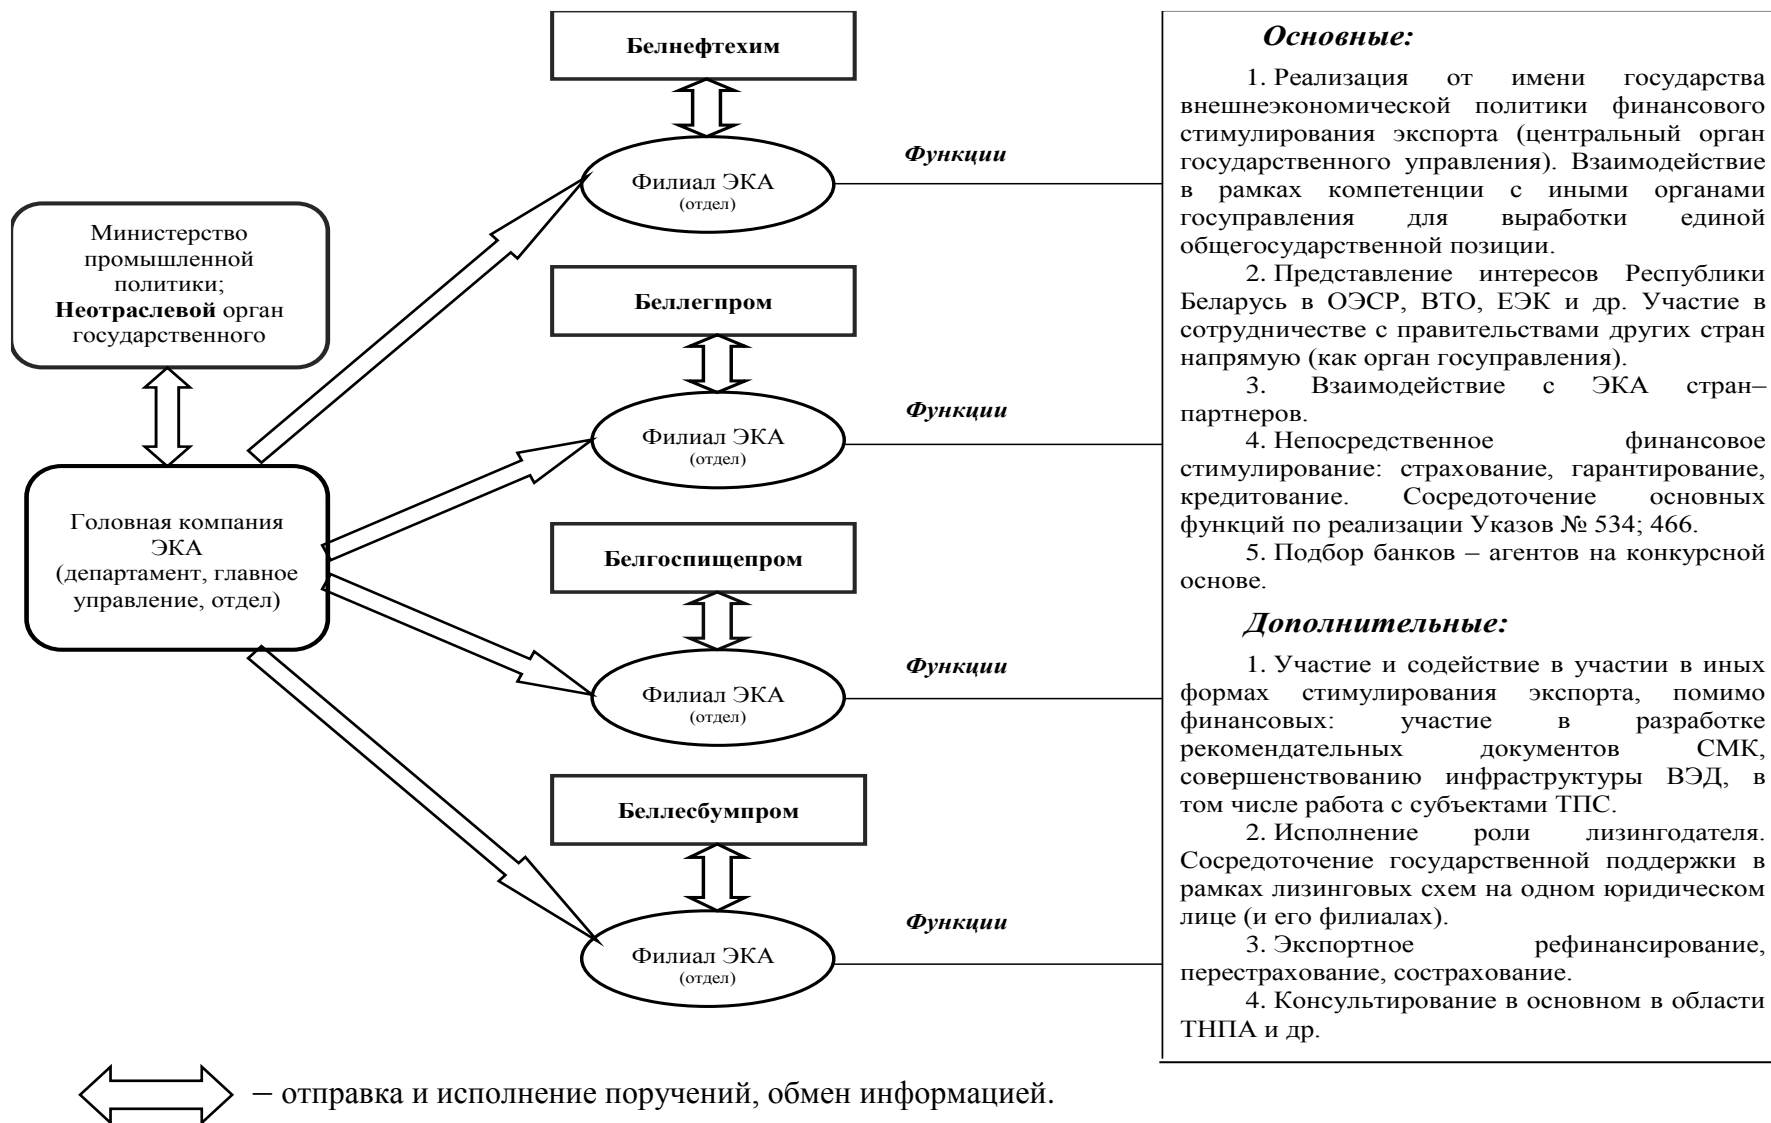 Министерство
промышленной
политики;
Неотраслевой орган
государственного
Головная компания
ЭКА
(департамент, главное
управление, отдел)
Белнефтехим
Филиал ЭКА
(отдел)
Функции
Беллегпром
Филиал ЭКА
(отдел)
Функции
Белгоспищепром
Филиал ЭКА
(отдел)
Функции
Беллесбумпром
Филиал ЭКА
(отдел)
Функции
Основные:
1. Реализация от имени государства
внешнеэкономической политики финансового
стимулирования экспорта (центральный орган
государственного управления). Взаимодействие
в рамках компетенции с иными органами
госуправления для выработки единой
общегосударственной позиции.
2. Представление интересов Республики
Беларусь в ОЭСР, ВТО, ЕЭК и др. Участие в
сотрудничестве с правительствами других стран
напрямую (как орган госуправления).
3. Взаимодействие с ЭКА стран–
партнеров.
4. Непосредственное финансовое
стимулирование: страхование, гарантирование,
кредитование. Сосредоточение основных
функций по реализации Указов № 534; 466.
5. Подбор банков – агентов на конкурсной
основе.
Дополнительные:
1. Участие и содействие в участии в иных
формах стимулирования экспорта, помимо
финансовых: участие в разработке
рекомендательных документов СМК,
совершенствованию инфраструктуры ВЭД, в
том числе работа с субъектами ТПС.
2. Исполнение роли лизингодателя.
Сосредоточение государственной поддержки в
рамках лизинговых схем на одном юридическом
лице (и его филиалах).
3. Экспортное рефинансирование,
перестрахование, сострахование.
4. Консультирование в основном в области
ТНПА и др.
– отправка и исполнение поручений, обмен информацией.